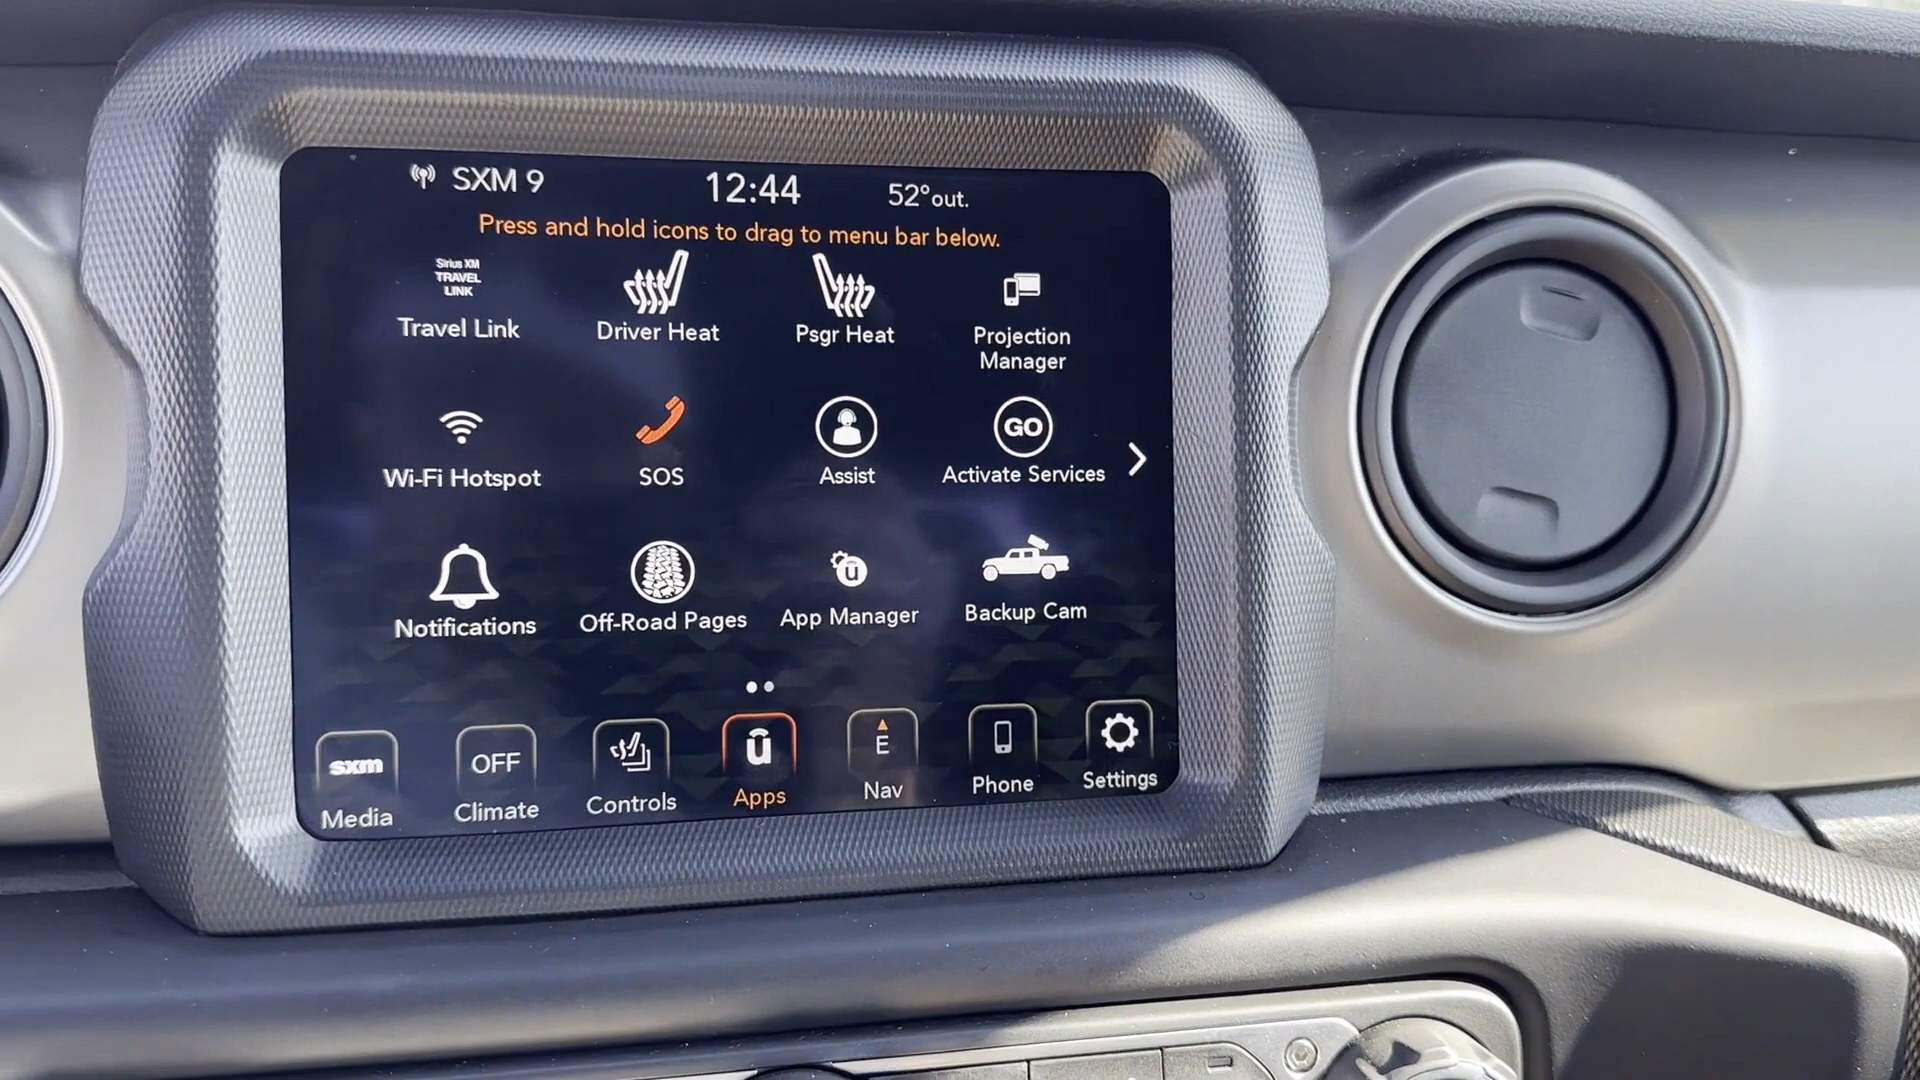 SXM 9
12:44
52°out.
Press and hold icons to drag to menu bar below.
Sirius XM
TRAVEL
LINK
Travel Link
Driver Heat
Psgr Heat
Projection
Manager
Wi-Fi Hotspot
SOS
Assist
GO
Activate Services
Notifications
Off-Road Pages
App Manager
Backup Cam
sxm
Media
OFF
Climate
Controls
Apps
E
Nav
Phone
Settings